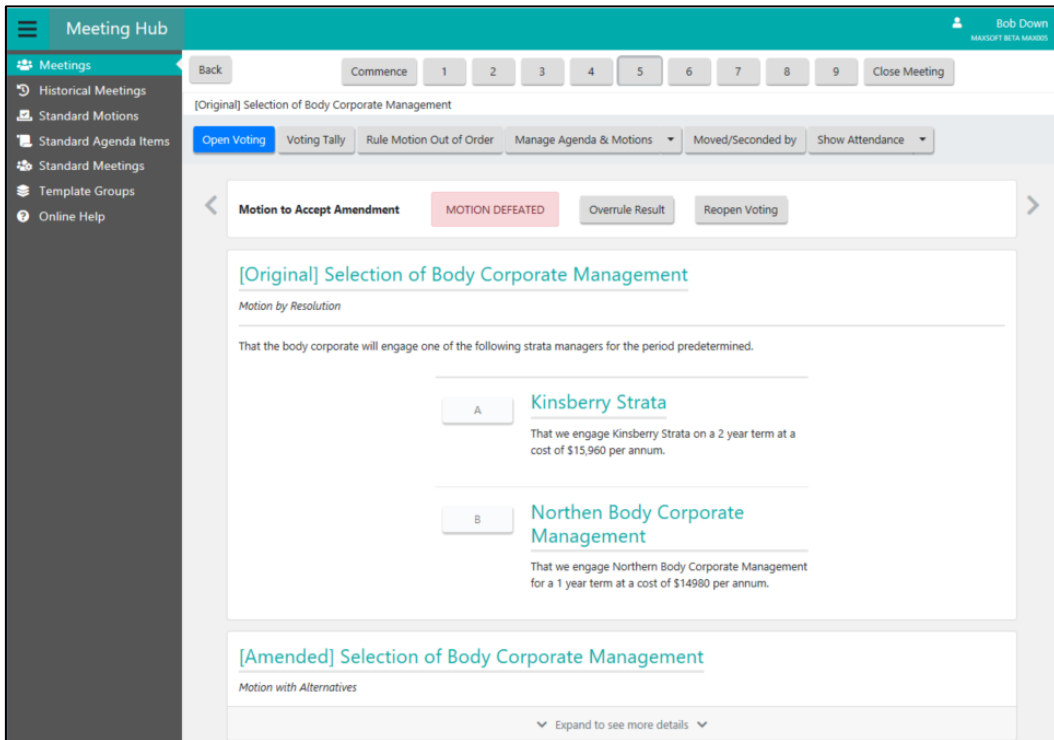 Meeting Hub
Bob Down
MAXSOFT BETA MAX005
Meetings
Historical Meetings
Standard Motions
Standard Agenda Items
Standard Meetings
Template Groups
Online Help
Back
Commence 1 2 3 4 5 6 7 8 9 Close Meeting
[Original] Selection of Body Corporate Management
Open Voting Voting Tally Rule Motion Out of Order Manage Agenda & Motions Moved/Seconded by Show Attendance
Motion to Accept Amendment MOTION DEFEATED Overrule Result Reopen Voting
[Original] Selection of Body Corporate Management
Motion by Resolution
That the body corporate will engage one of the following strata managers for the period predetermined.
A
Kinsberry Strata
That we engage Kinsberry Strata on a 2 year term at a
cost of $15,960 per annum.
B
Northen Body Corporate
Management
That we engage Northern Body Corporate Management
for a 1 year term at a cost of $14980 per annum.
[Amended] Selection of Body Corporate Management
Motion with Alternatives
Expand to see more details